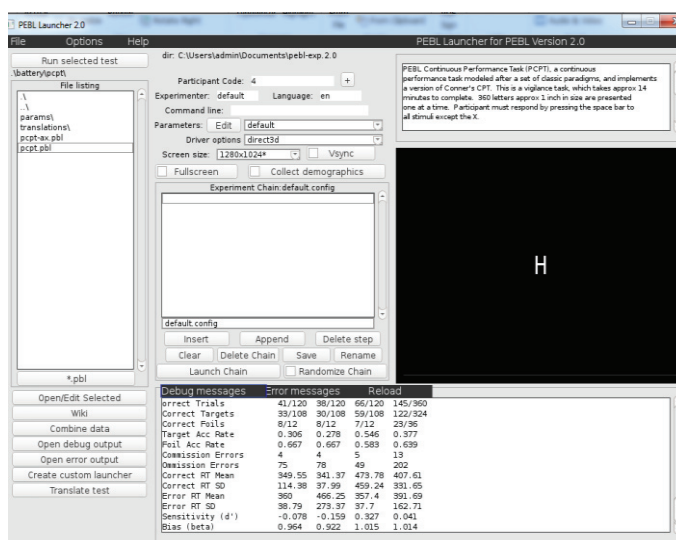 PEBL Launcher 2.0
File Options Help PEBL Launcher for PEBL Version 2.0
Run selected test
.\battery\pcpt\
File listing
.\
..\
params\
translations\
pcpt-ax.pbl
pcpt.pbl
*.pbl
Open/Edit Selected
Wiki
Combine data
Open debug output
Open error output
Create custom launcher
Translate test
dir: C:\Users\admin\Documents\pebl-exp.2.0
Participant Code: 4 +
Experimenter: default Language: en
Command line:
Parameters: Edit default
Driver options direct3d
Screen size: 1280x1024* Vsync
Fullscreen Collect demographics
Experiment Chain:default.config
default.config
Insert Append Delete step
Clear Delete Chain Save Rename
Launch Chain Randomize Chain
PEBL Continuous Performance Task (PCPT), a continuous
performance task modeled after a set of classic paradigms, and implements
a version of Conner's CPT. This is a vigilance task, which takes approx 14
minutes to complete. 360 letters approx 1 inch in size are presented
one at a time. Participant must respond by pressing the space bar to
all stimuli except the X.
H
Debug messages Error messages Reload
orrect Trials 41/120 38/120 66/120 145/360
Correct Targets 33/108 30/108 59/108 122/324
Correct Foils 8/12 8/12 7/12 23/36
Target Acc Rate 0.306 0.278 0.546 0.377
Foil Acc Rate 0.667 0.667 0.583 0.639
Commission Errors 4 4 5 13
Ommission Errors 75 78 49 202
Correct RT Mean 349.55 341.37 473.78 407.61
Correct RT SD 114.38 37.99 459.24 331.65
Error RT Mean 360 466.25 357.4 391.69
Error RT SD 38.79 273.37 37.7 162.71
Sensitivity (d') -0.078 -0.159 0.327 0.041
Bias (beta) 0.964 0.922 1.015 1.014